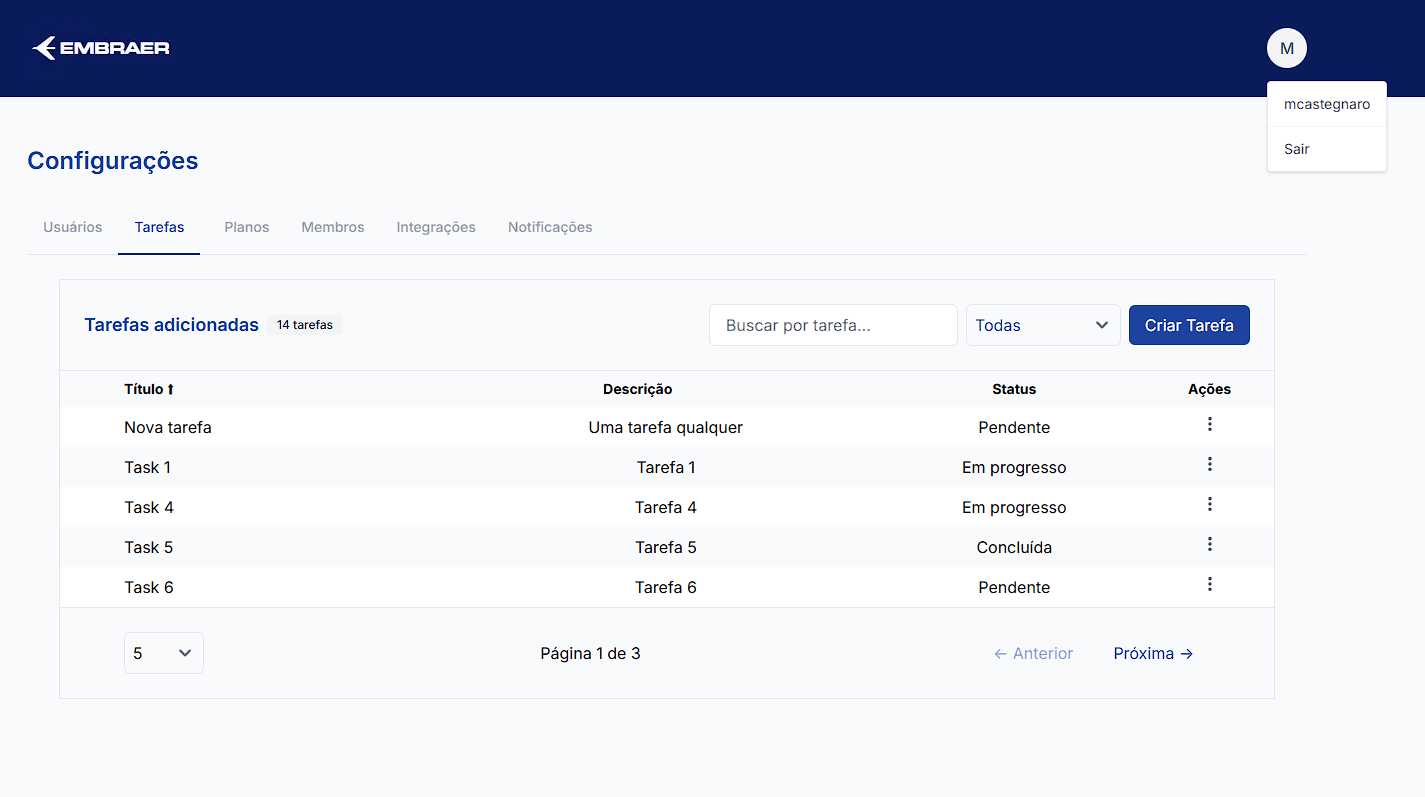 EMBRAER
M
mcastegnaro
Sair
Configurações
Usuários Tarefas Planos Membros Integrações Notificações
Tarefas adicionadas 14 tarefas Buscar por tarefa... Todas Criar Tarefa
Título ⬆ Descrição Status Ações
Nova tarefa Uma tarefa qualquer Pendente
Task 1 Tarefa 1 Em progresso
Task 4 Tarefa 4 Em progresso
Task 5 Tarefa 5 Concluída
Task 6 Tarefa 6 Pendente
5 Página 1 de 3 ← Anterior Próxima →